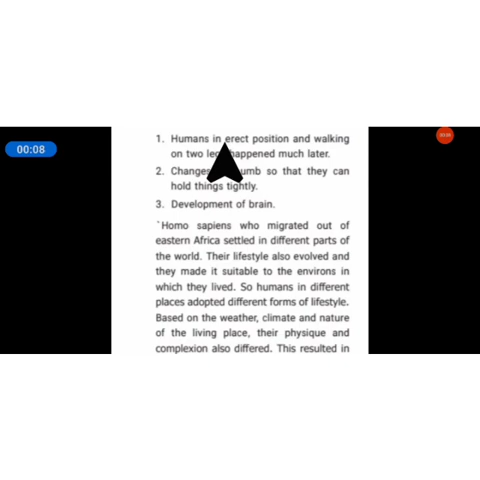 00:08
1. Humans in erect position and walking
on two happened much later.
2. Changes so that they can
hold things tightly.
3. Development of brain.
`Homo sapiens who migrated out of
eastern Africa settled in different parts of
the world. Their lifestyle also evolved and
they made it suitable to the environs in
which they lived. So humans in different
places adopted different forms of lifestyle.
Based on the weather, climate and nature
of the living place, their physique and
complexion also differed. This resulted in